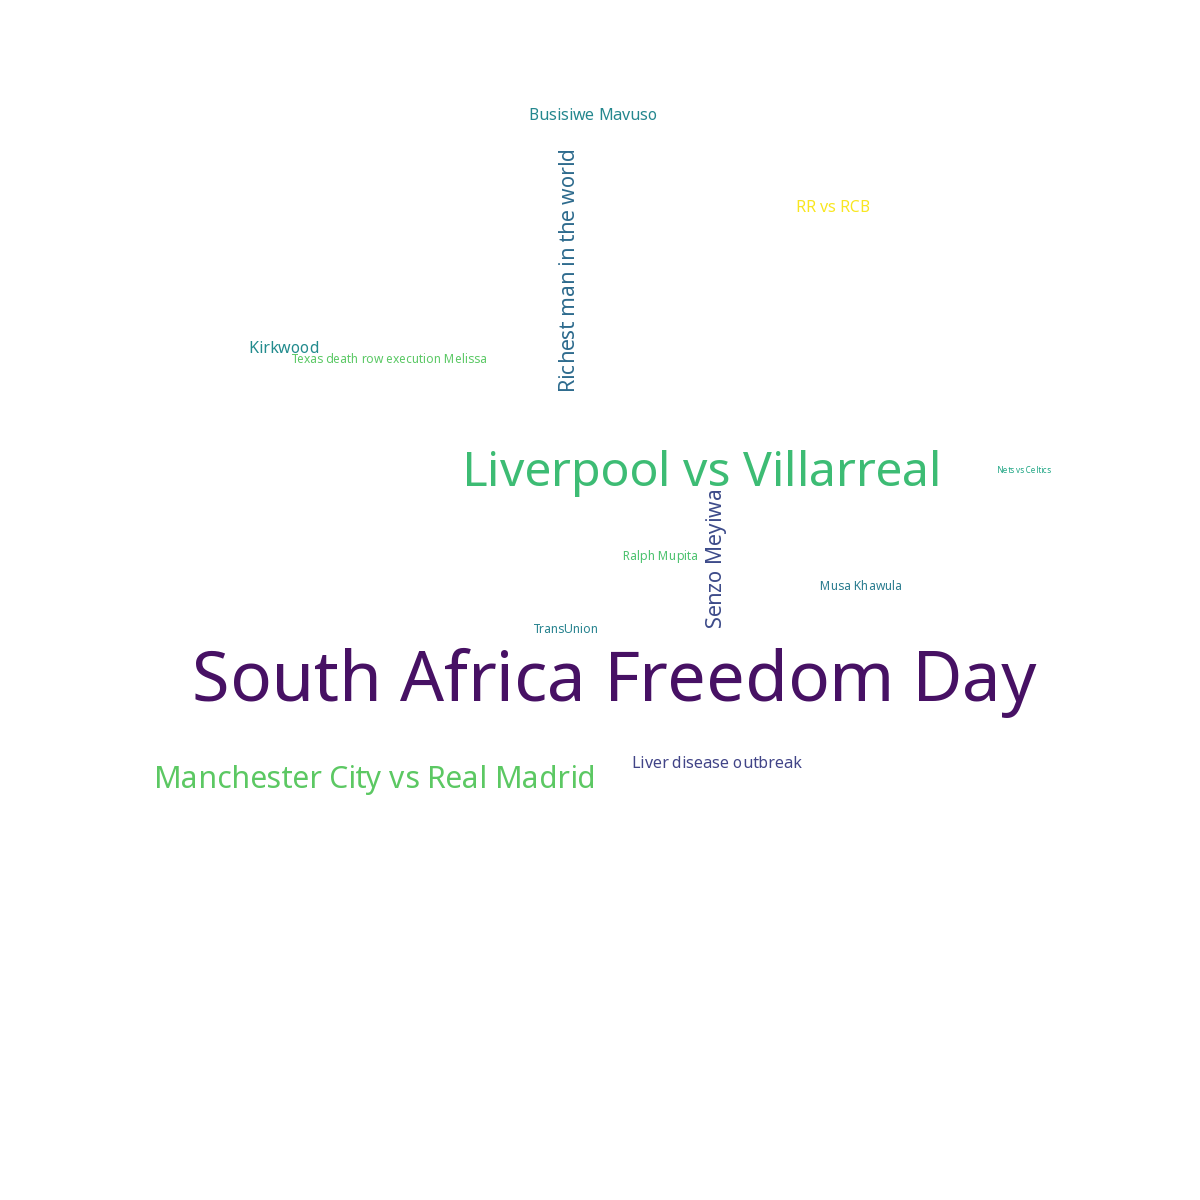 Busisiwe Mavuso
Richest man in the world
RR vs RCB
Kirkwood
Texas death row execution Melissa
Liverpool vs Villarreal
Nets vs Celtics
Senzo Meyiwa
Ralph Mupita
Musa Khawula
TransUnion
South Africa Freedom Day
Manchester City vs Real Madrid
Liver disease outbreak